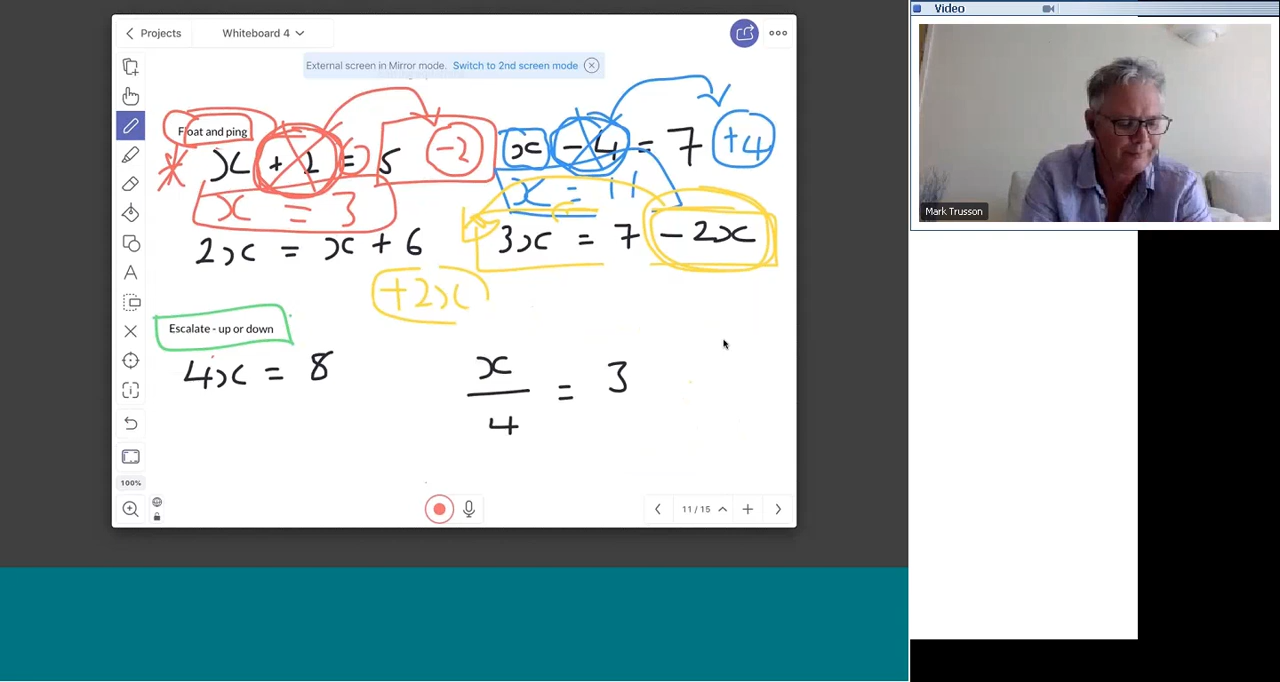 Video
Projects
Whiteboard 4
External screen in Mirror mode. Switch to 2nd screen mode
Float and ping
x + 2 = 5 -2
x = 3
x - 4 = 7 +4
x = 11
2x = x + 6
3x = 7 - 2x
+2x
Escalate - up or down
4x = 8
x
4
= 3
100%
11 / 15
Mark Trusson